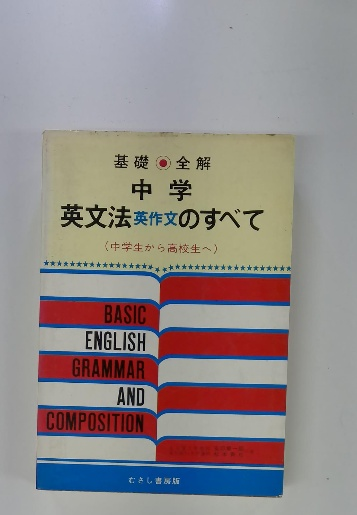 基礎 全解
中学
英文法英作文のすべて
(中学生から高校生へ)
BASIC
ENGLISH
GRAMMAR
AND
COMPOSITION
むさし書房版